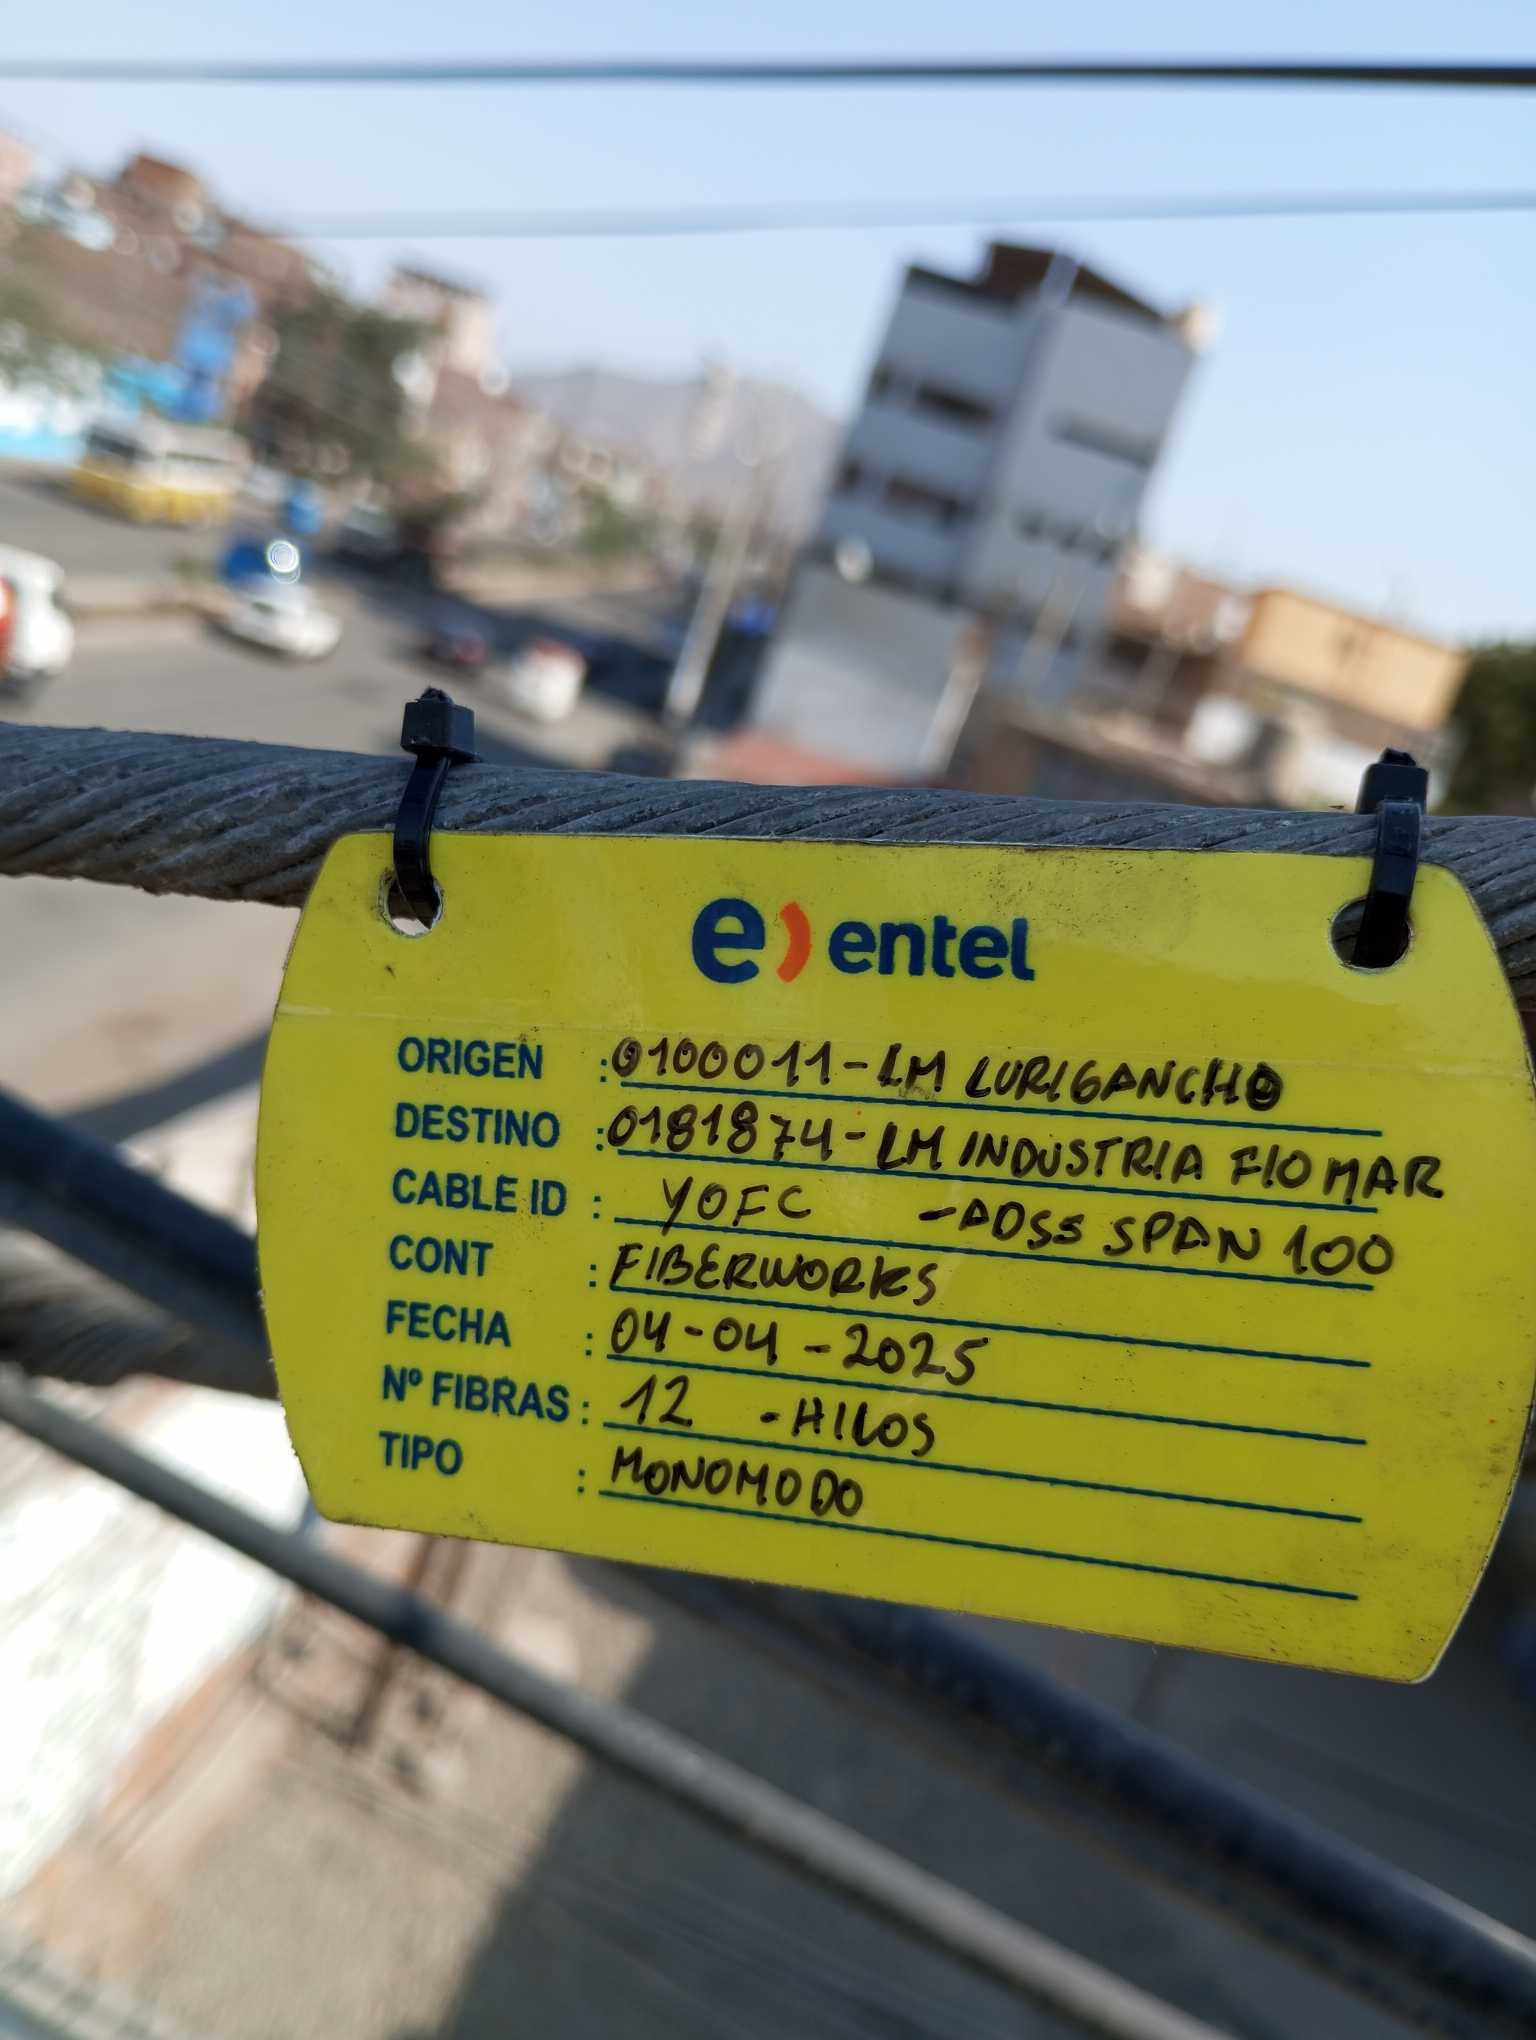 e) entel
ORIGEN : 0100011-LM LURIGANCHO
DESTINO : 0181874-LM INDUSTRIA FIOMAR
CABLE ID : YOFC -ADSS SPAN 100
CONT : FIBERWORKS
FECHA : 04-04-2025
Nº FIBRAS : 12 -HILOS
TIPO : MONOMODO